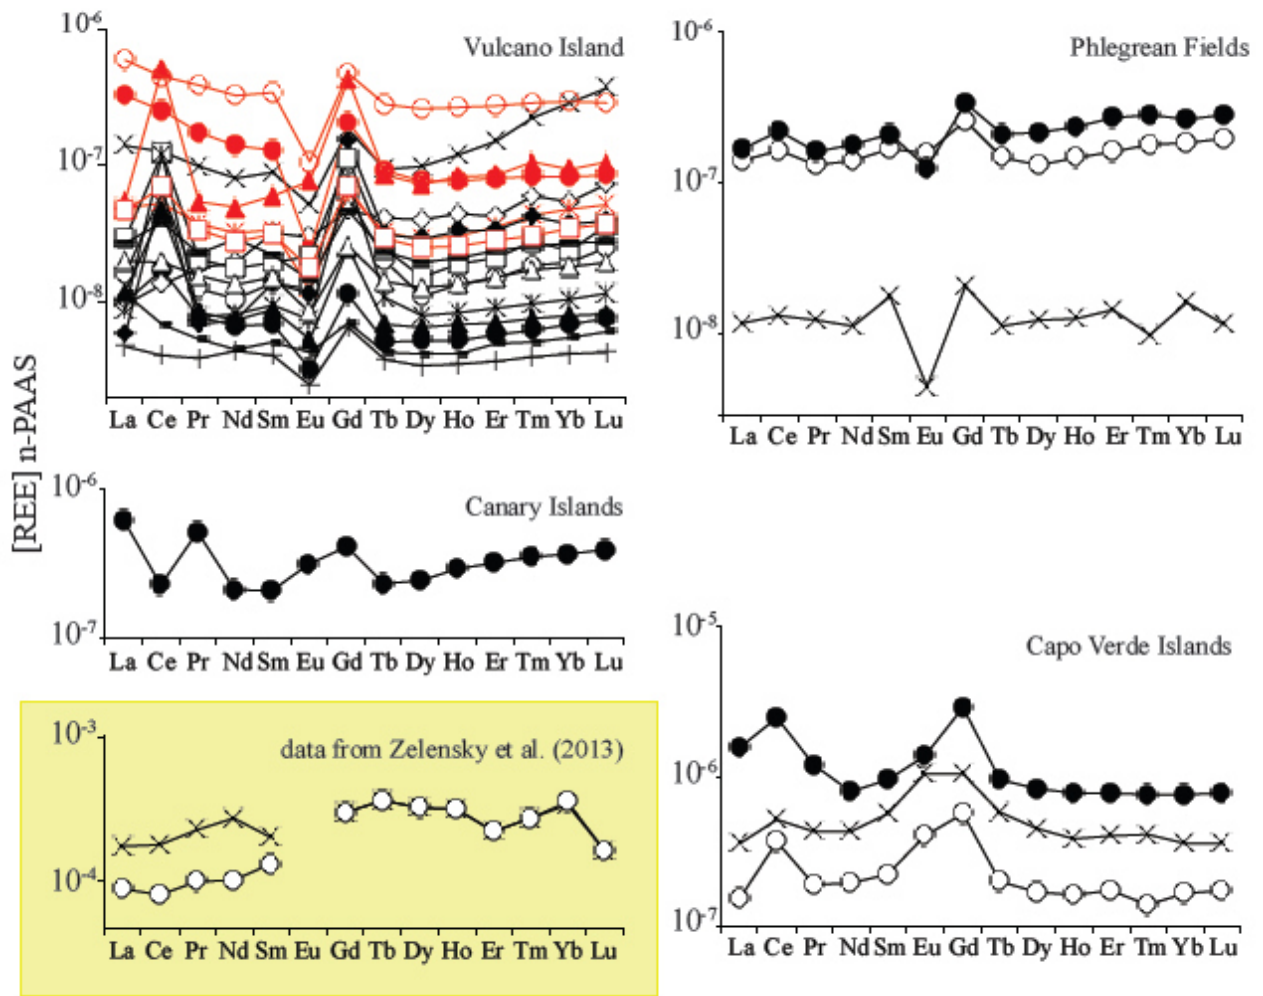 [REE] n-PAAS
Vulcano Island
10-6
10-7
10-8
La Ce Pr Nd Sm Eu Gd Tb Dy Ho Er Tm Yb Lu
Phlegrean Fields
10-6
10-7
10-8
La Ce Pr Nd Sm Eu Gd Tb Dy Ho Er Tm Yb Lu
Canary Islands
10-6
10-7
La Ce Pr Nd Sm Eu Gd Tb Dy Ho Er Tm Yb Lu
data from Zelensky et al. (2013)
10-3
10-4
La Ce Pr Nd Sm Eu Gd Tb Dy Ho Er Tm Yb Lu
Capo Verde Islands
10-5
10-6
10-7
La Ce Pr Nd Sm Eu Gd Tb Dy Ho Er Tm Yb Lu